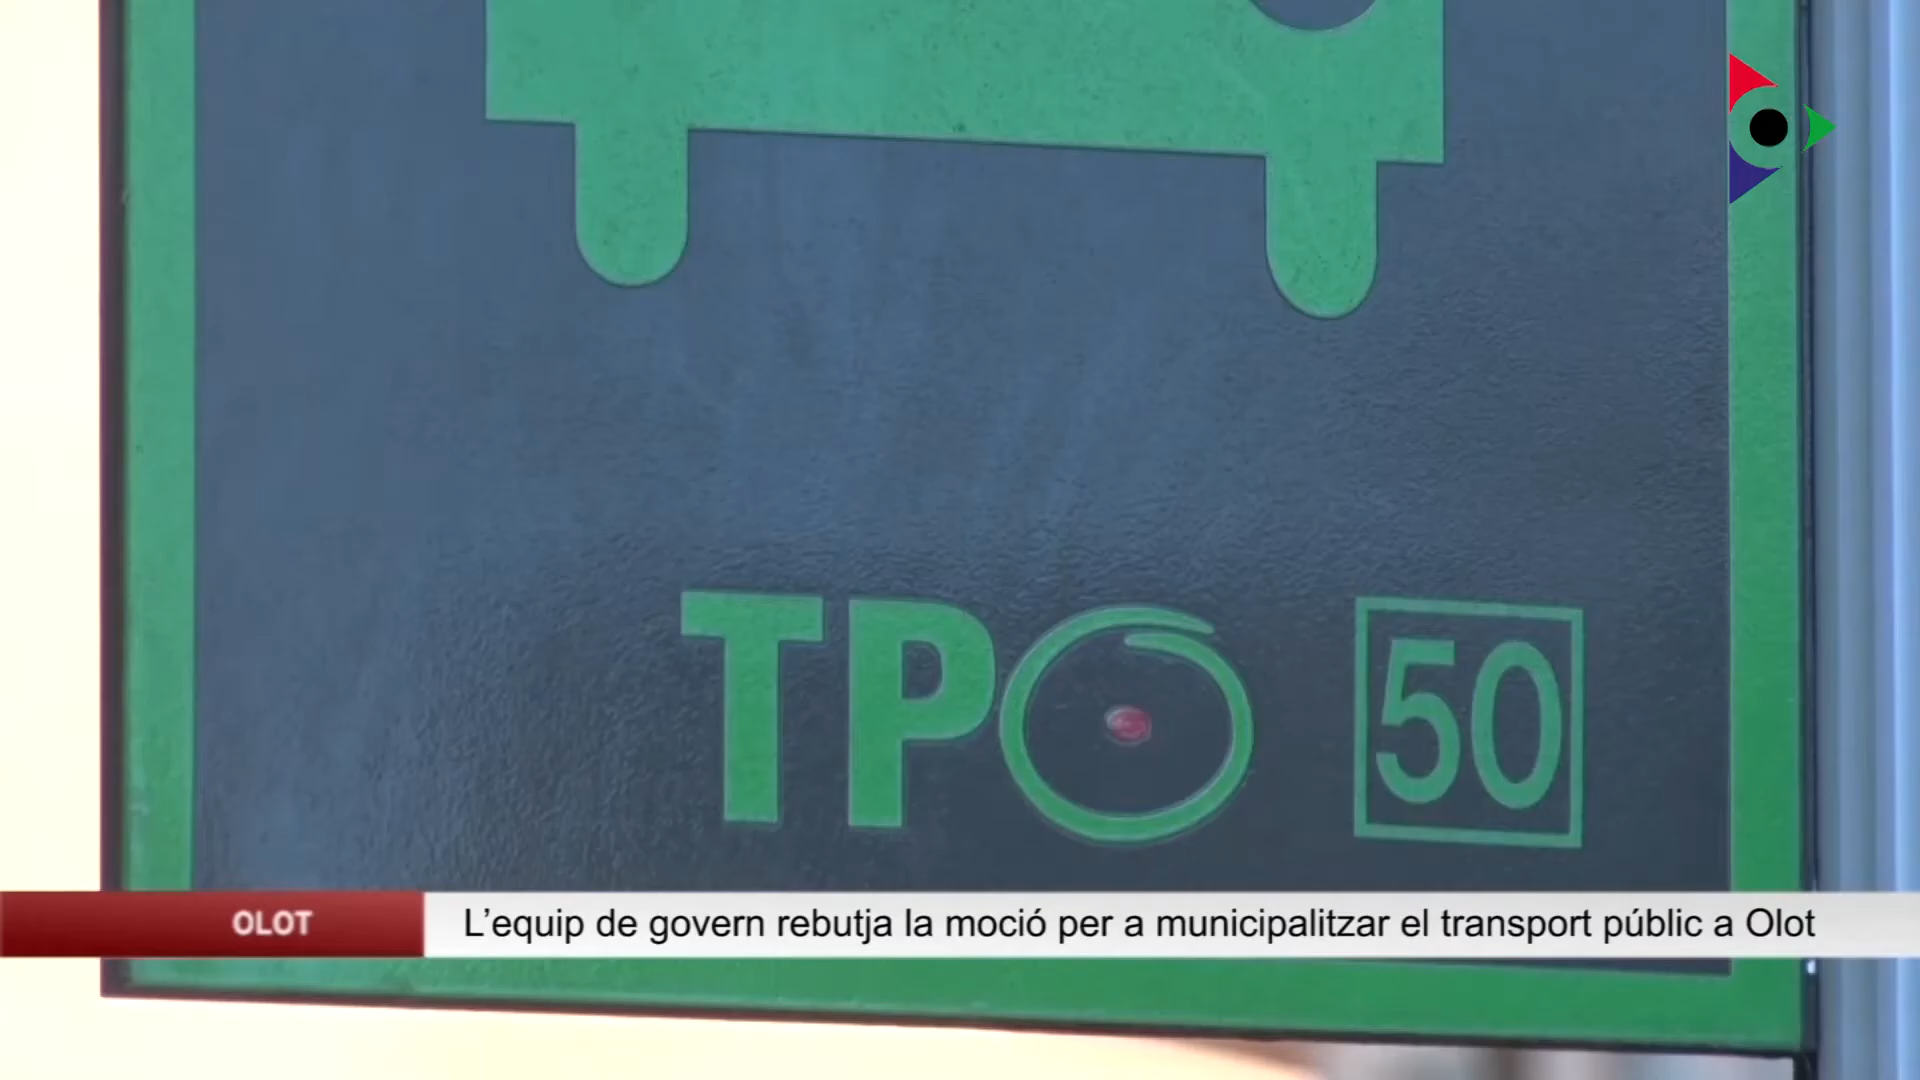 TPO 50
OLOT
L’equip de govern rebutja la moció per a municipalitzar el transport públic a Olot